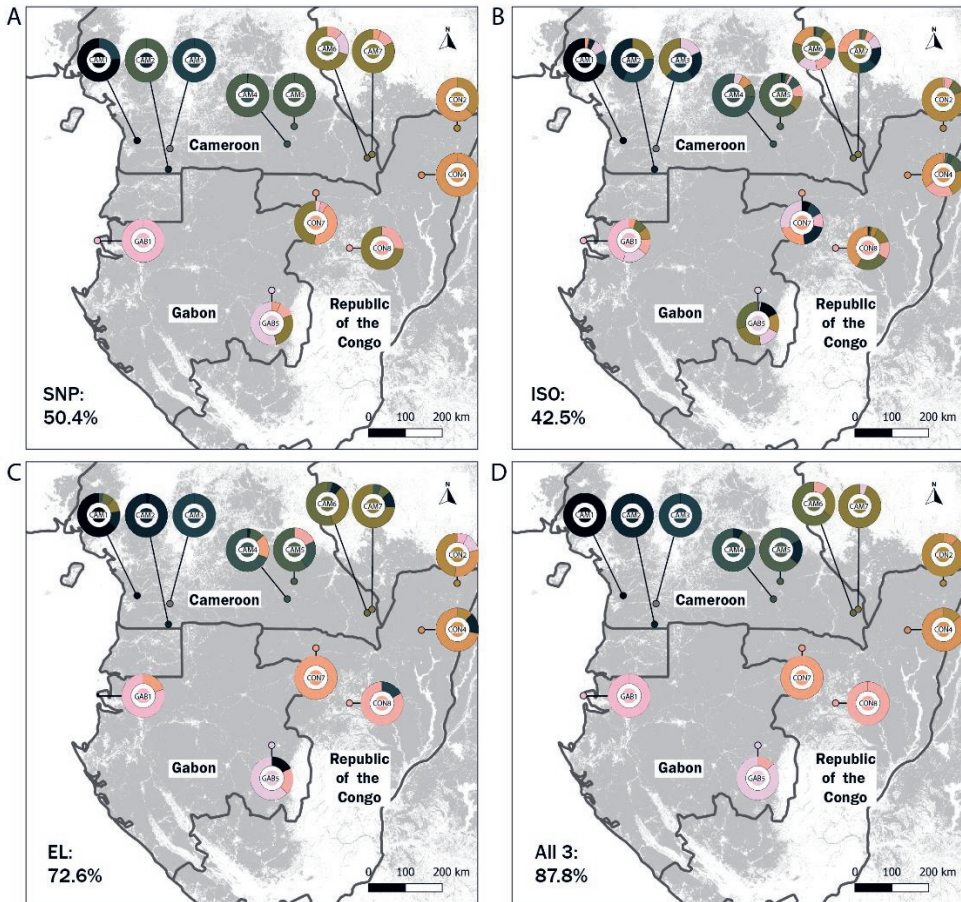 A
N
CAM1
CAM2
CAM3
CAM6
CAM7
CAM4
CAM5
CON2
Cameroon
CON4
CON7
GAB1
CON8
Gabon
GAB5
Republic
of the
Congo
SNP:
50.4%
0 100 200 km
B
N
CAM1
CAM2
CAM3
CAM6
CAM7
CAM4
CAM5
CON2
Cameroon
CON4
CON7
GAB1
CON8
Gabon
GAB5
Republic
of the
Congo
ISO:
42.5%
0 100 200 km
C
N
CAM1
CAM2
CAM3
CAM6
CAM7
CAM4
CAM5
CON2
Cameroon
CON4
CON7
GAB1
CON8
Gabon
GAB5
Republic
of the
Congo
EL:
72.6%
0 100 200 km
D
N
CAM1
CAM2
CAM3
CAM6
CAM7
CAM4
CAM5
CON2
Cameroon
CON4
CON7
GAB1
CON8
Gabon
GAB5
Republic
of the
Congo
All 3:
87.8%
0 100 200 km